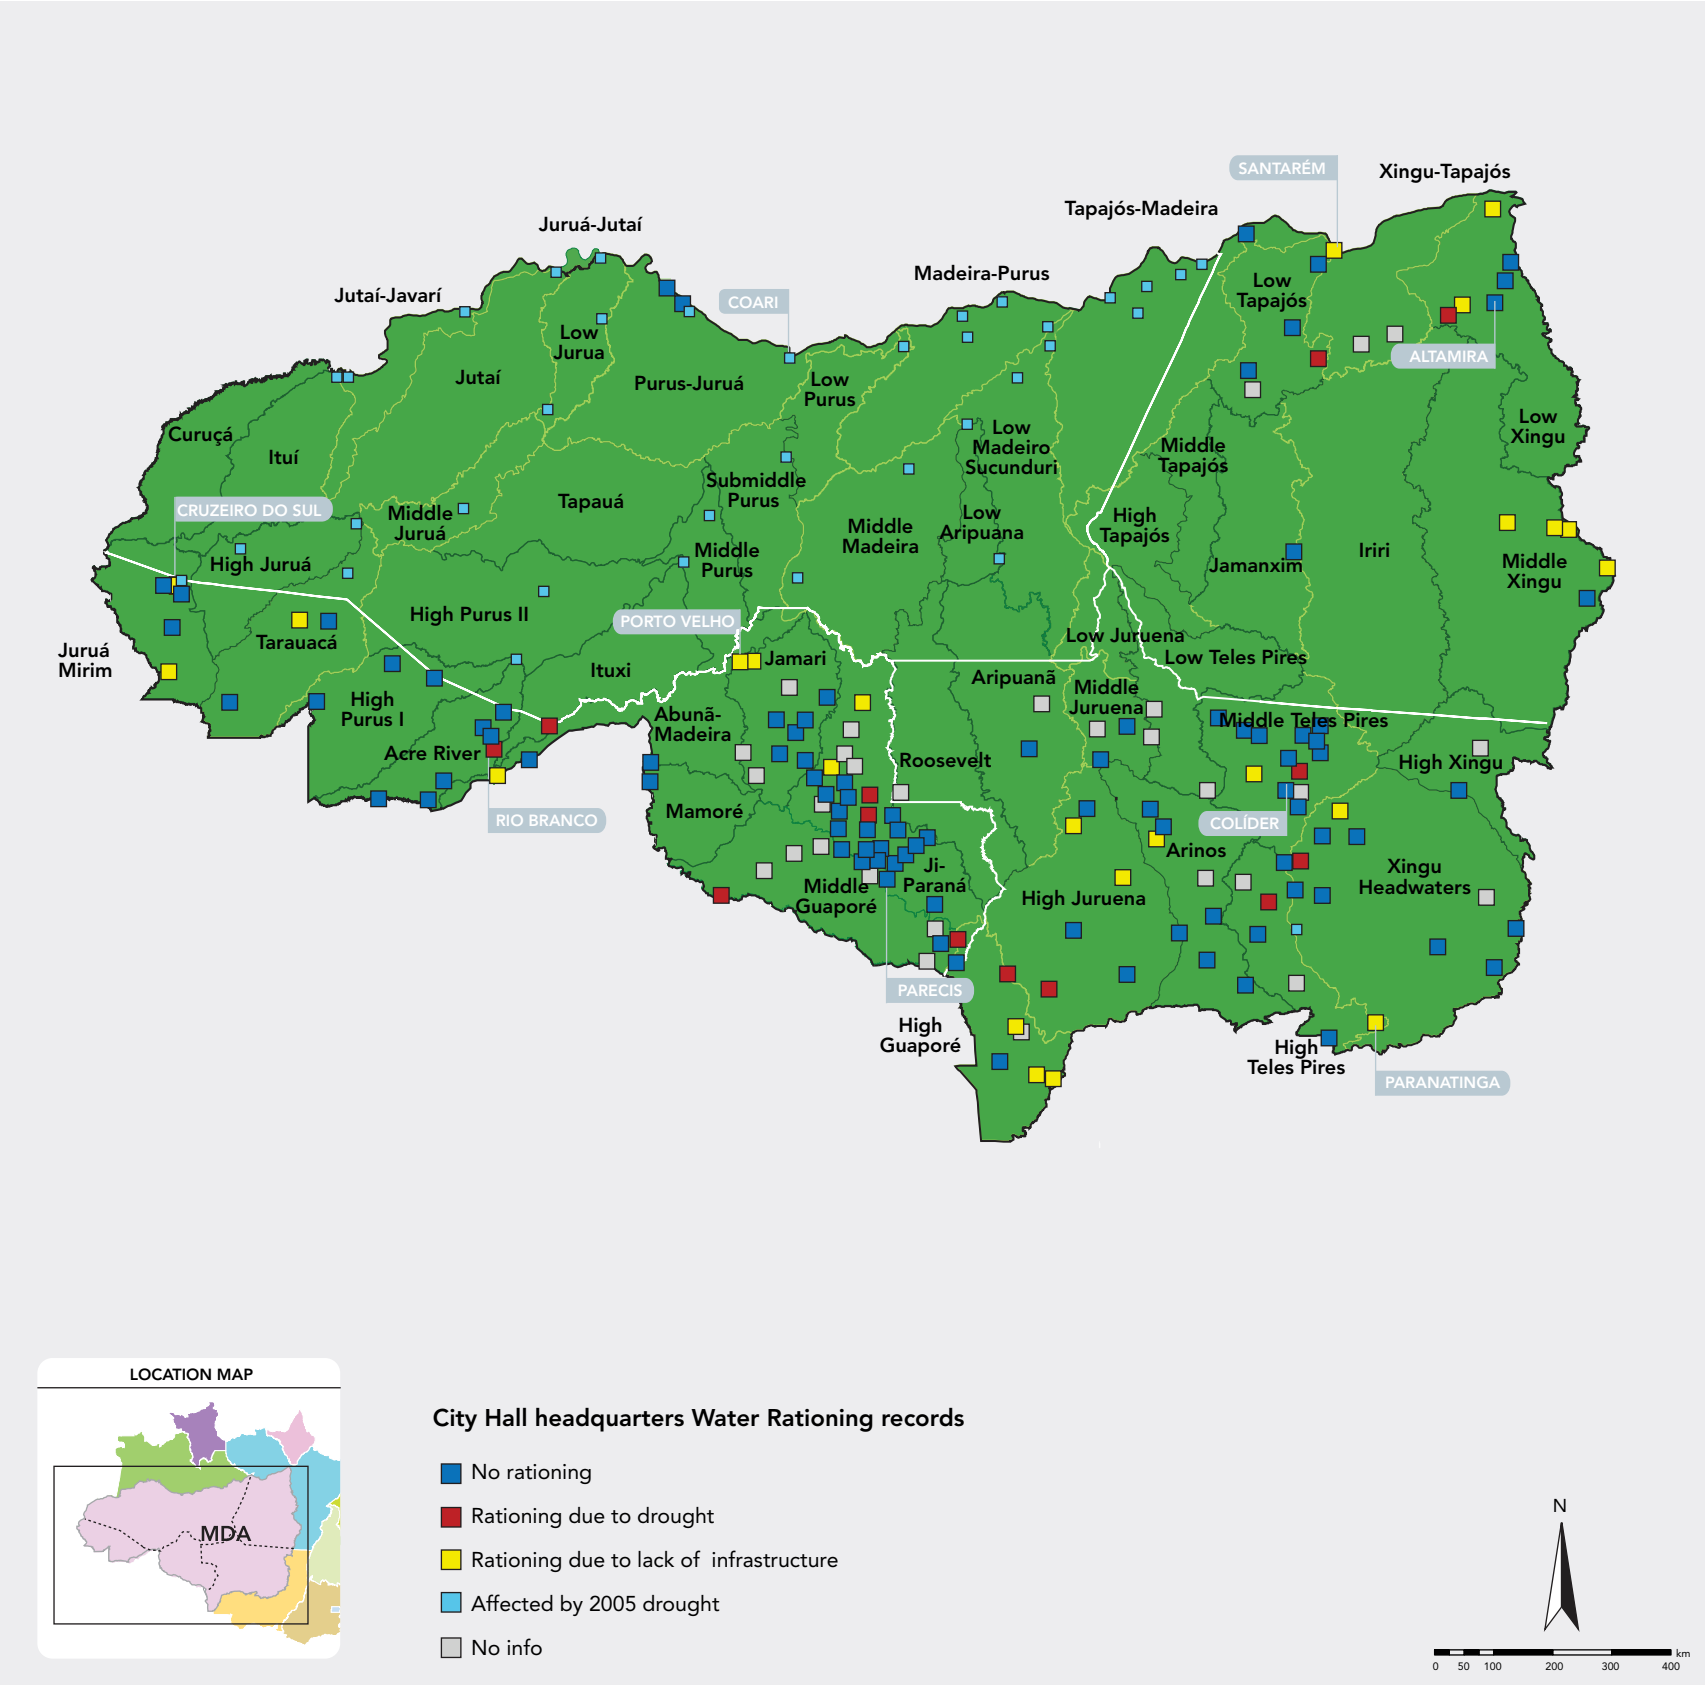 SANTARÉM
Xingu-Tapajós
Tapajós-Madeira
Juruá-Jutaí
Madeira-Purus
Jutaí-Javarí
COARI
Low
Tapajós
Low
Jurua
ALTAMIRA
Jutaí
Purus-Juruá
Low
Purus
Low
Xingu
Curuçá
Ituí
Low
Madeiro
Sucunduri
Middle
Tapajós
Submiddle
Purus
CRUZEIRO DO SUL
Tapauá
Middle
Juruá
Middle
Madeira
Low
Aripuana
High
Tapajós
Iriri
High Juruá
Middle
Purus
Jamanxim
Middle
Xingu
High Purus II
PORTO VELHO
Tarauacá
Low Juruena
Juruá
Mirim
Jamari
Low Teles Pires
Ituxi
Aripuanã
High
Purus I
Middle
Juruena
Abunã-
Madeira
Middle Teles Pires
Acre River
Roosevelt
High Xingu
RIO BRANCO
Mamoré
COLÍDER
Arinos
Ji-
Paraná
Xingu
Headwaters
Middle
Guaporé
High Juruena
PARECIS
High
Guaporé
High
Teles Pires
PARANATINGA
LOCATION MAP
MDA
City Hall headquarters Water Rationing records
No rationing
Rationing due to drought
Rationing due to lack of infrastructure
Affected by 2005 drought
No info
N
km
0 50 100 200 300 400